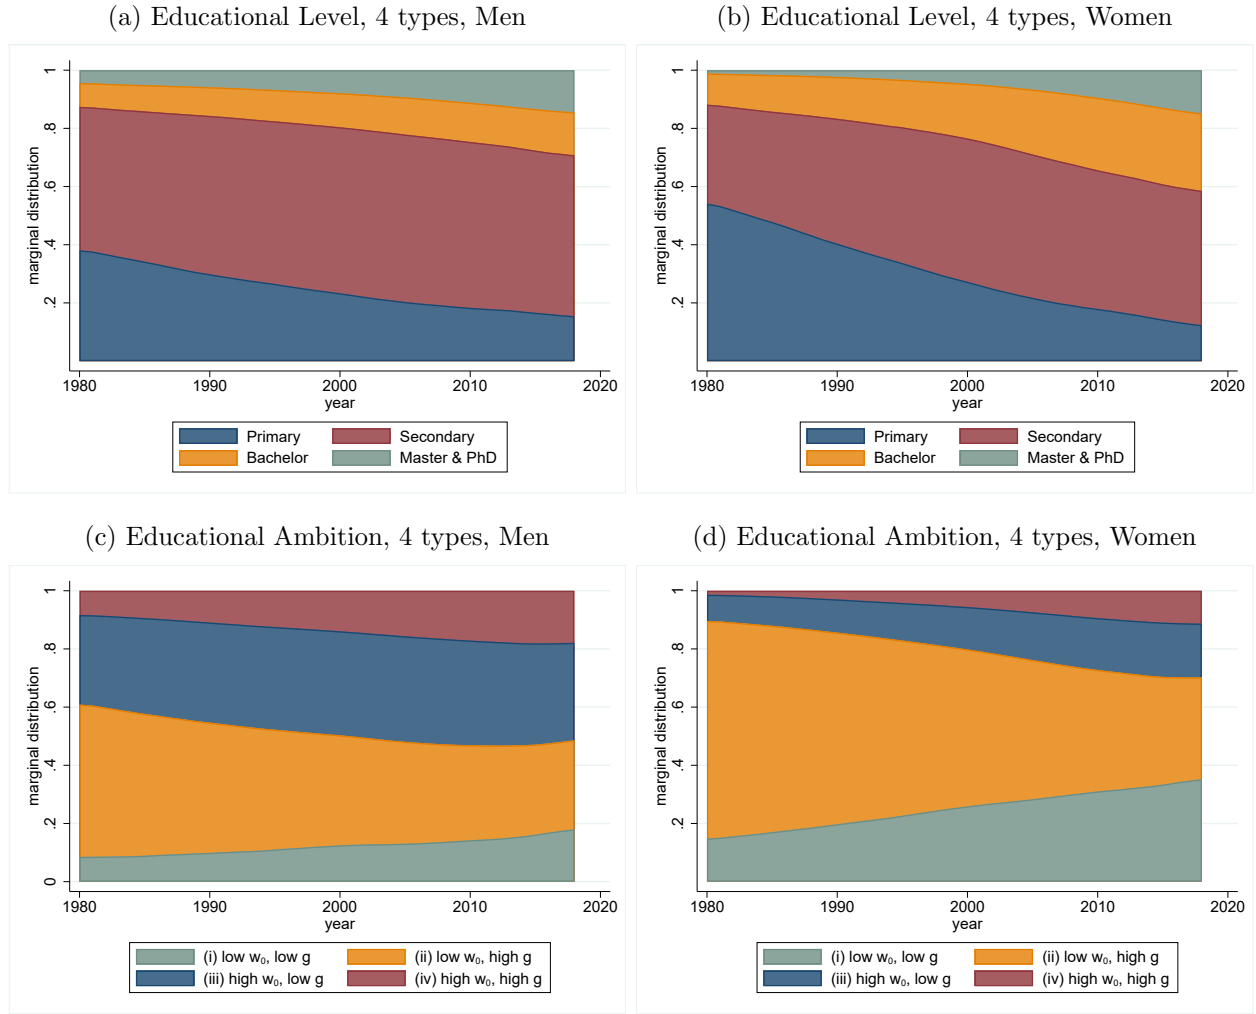 (a) Educational Level, 4 types, Men
marginal distribution
1
.8
.6
.4
.2
1980 1990 2000 2010 2020
year
Primary Secondary
Bachelor Master & PhD
(b) Educational Level, 4 types, Women
marginal distribution
1
.8
.6
.4
.2
1980 1990 2000 2010 2020
year
Primary Secondary
Bachelor Master & PhD
(c) Educational Ambition, 4 types, Men
marginal distribution
1
.8
.6
.4
.2
0
1980 1990 2000 2010 2020
year
(i) low w₀, low g (ii) low w₀, high g
(iii) high w₀, low g (iv) high w₀, high g
(d) Educational Ambition, 4 types, Women
marginal distribution
1
.8
.6
.4
.2
1980 1990 2000 2010 2020
year
(i) low w₀, low g (ii) low w₀, high g
(iii) high w₀, low g (iv) high w₀, high g